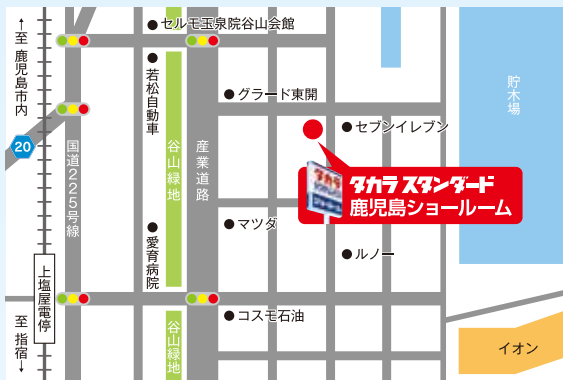 ↑至 鹿児島市内
セルモ玉泉院谷山会館
若松自動車
グラード東開
貯木場
セブンイレブン
20
国道225号線
谷山緑地
産業道路
タカラ スタンダード
鹿児島ショールーム
タカラ
マツダ
愛育病院
ルノー
上塩屋電停
コスモ石油
至 指宿↓
谷山緑地
イオン